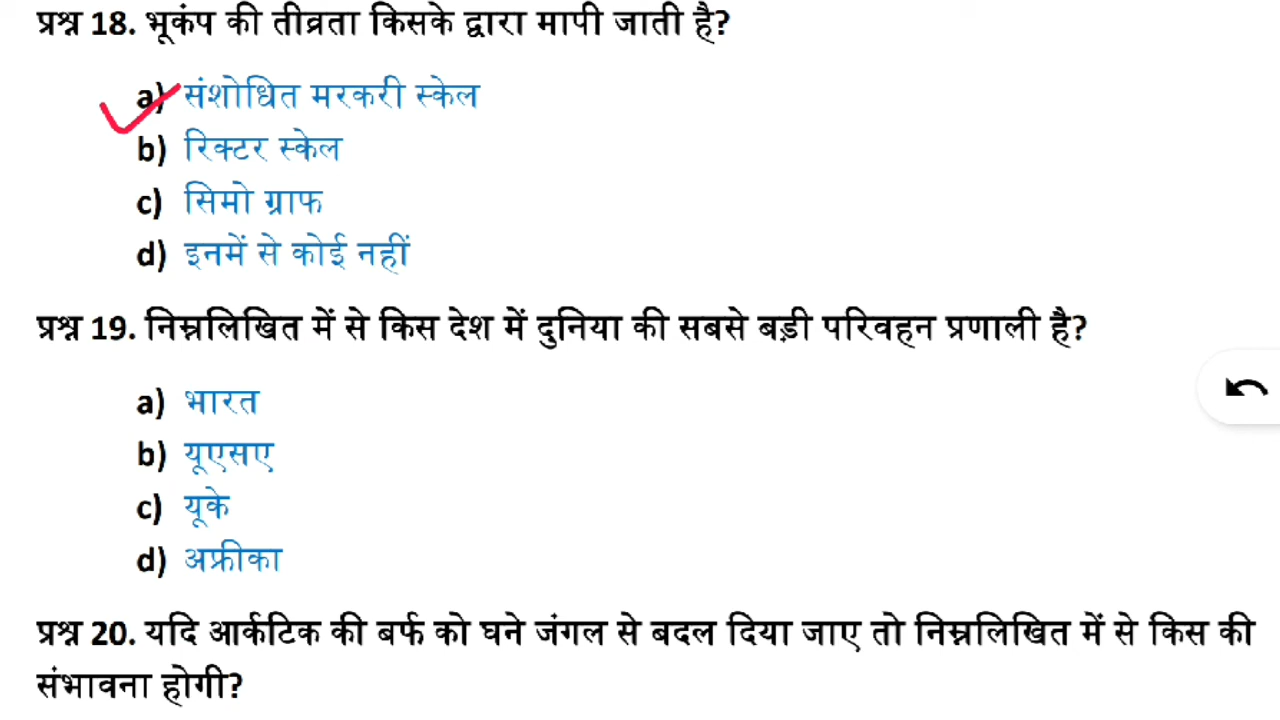 प्रश्न 18. भूकंप की तीव्रता किसके द्वारा मापी जाती है?
a) संशोधित मरकरी स्केल
b) रिक्टर स्केल
c) सिमो ग्राफ
d) इनमें से कोई नहीं
प्रश्न 19. निम्नलिखित में से किस देश में दुनिया की सबसे बड़ी परिवहन प्रणाली है?
a) भारत
b) यूएसए
c) यूके
d) अफ्रीका
प्रश्न 20. यदि आर्कटिक की बर्फ को घने जंगल से बदल दिया जाए तो निम्नलिखित में से किस की
संभावना होगी?